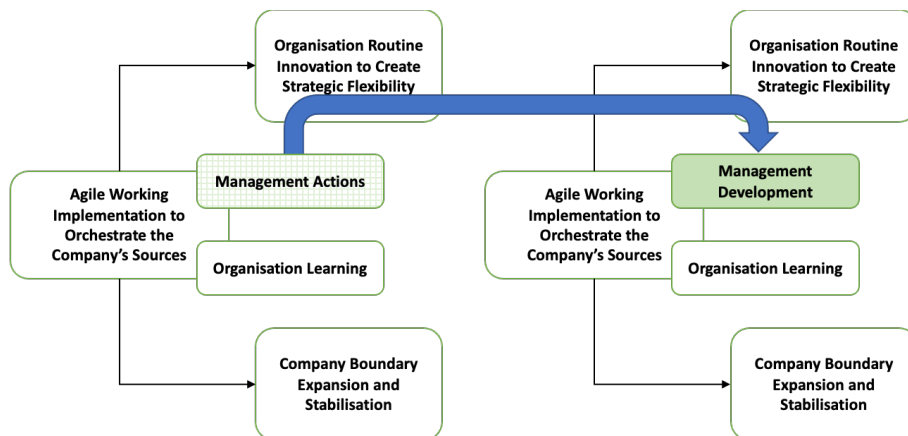 Organisation Routine
Innovation to Create
Strategic Flexibility
Management Actions
Agile Working
Implementation to
Orchestrate the
Company's Sources
Organisation Learning
Company Boundary
Expansion and
Stabilisation
Organisation Routine
Innovation to Create
Strategic Flexibility
Management
Development
Agile Working
Implementation to
Orchestrate the
Company's Sources
Organisation Learning
Company Boundary
Expansion and
Stabilisation